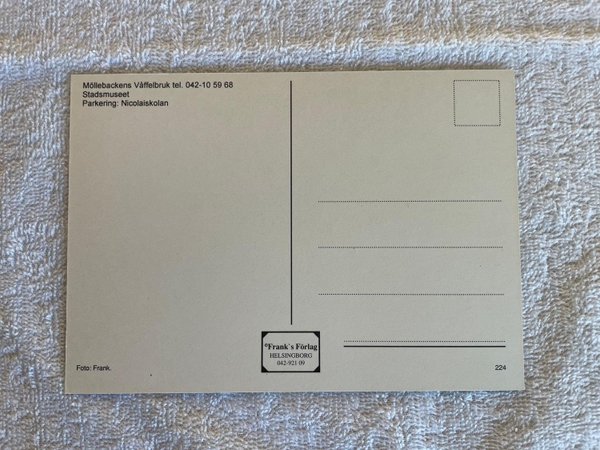 Möllebackens Våffelbruk tel. 042-10 59 68
Stadsmuseet
Parkering: Nicolaiskolan
°Frank`s Förlag
HELSINGBORG
042-921 09
Foto: Frank.
224